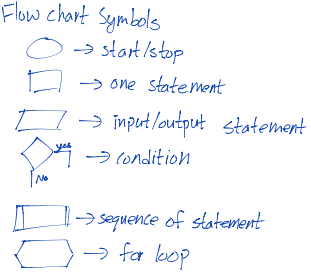 Flow chart Symbols
→ start/stop
→ one statement
→ input/output statement
yes
→ condition
No
→ sequence of statement
→ for loop